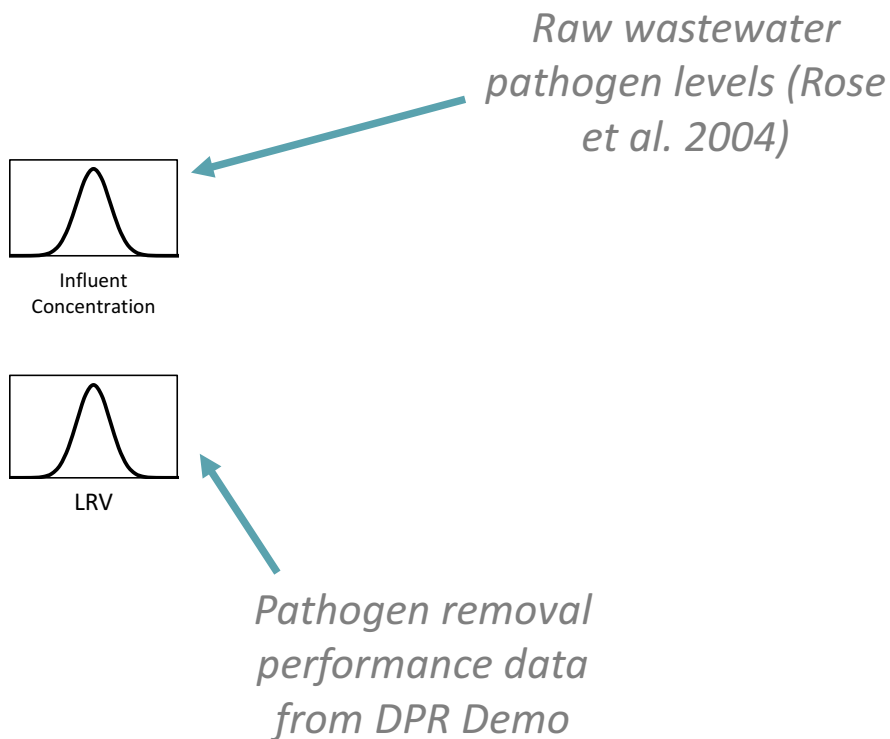 Raw wastewater
pathogen levels (Rose
et al. 2004)
Influent
Concentration
LRV
Pathogen removal
performance data
from DPR Demo